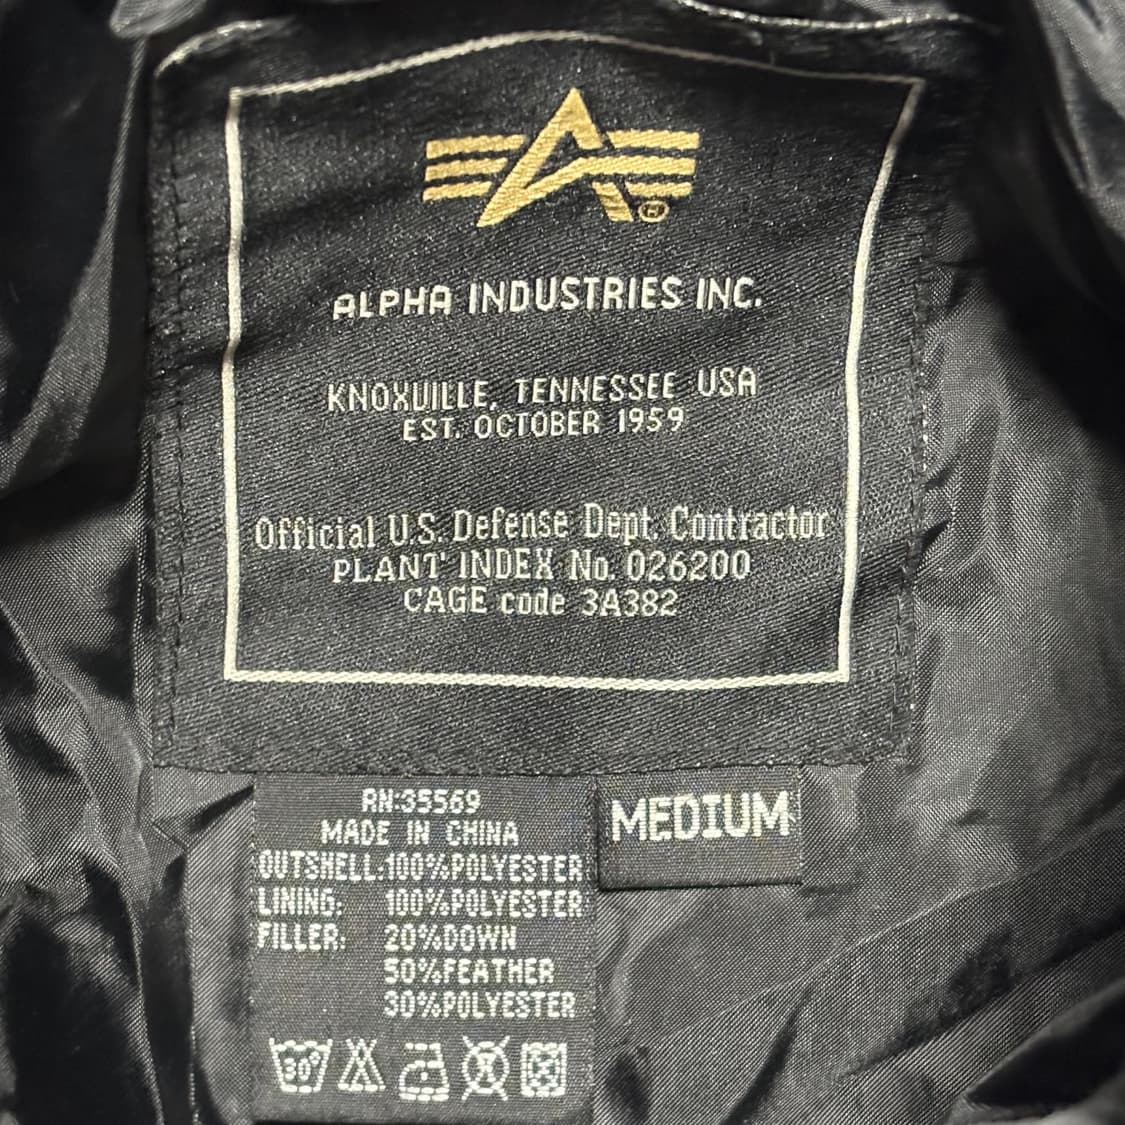 ALPHA INDUSTRIES INC.
KNOXVILLE, TENNESSEE USA
EST. OCTOBER 1959
Official U.S. Defense Dept. Contractor
PLANT INDEX No. 026200
CAGE code 3A382
RN:35569
MADE IN CHINA
OUTSHELL:100%POLYESTER
LINING: 100%POLYESTER
FILLER: 20%DOWN
50%FEATHER
30%POLYESTER
30°
MEDIUM